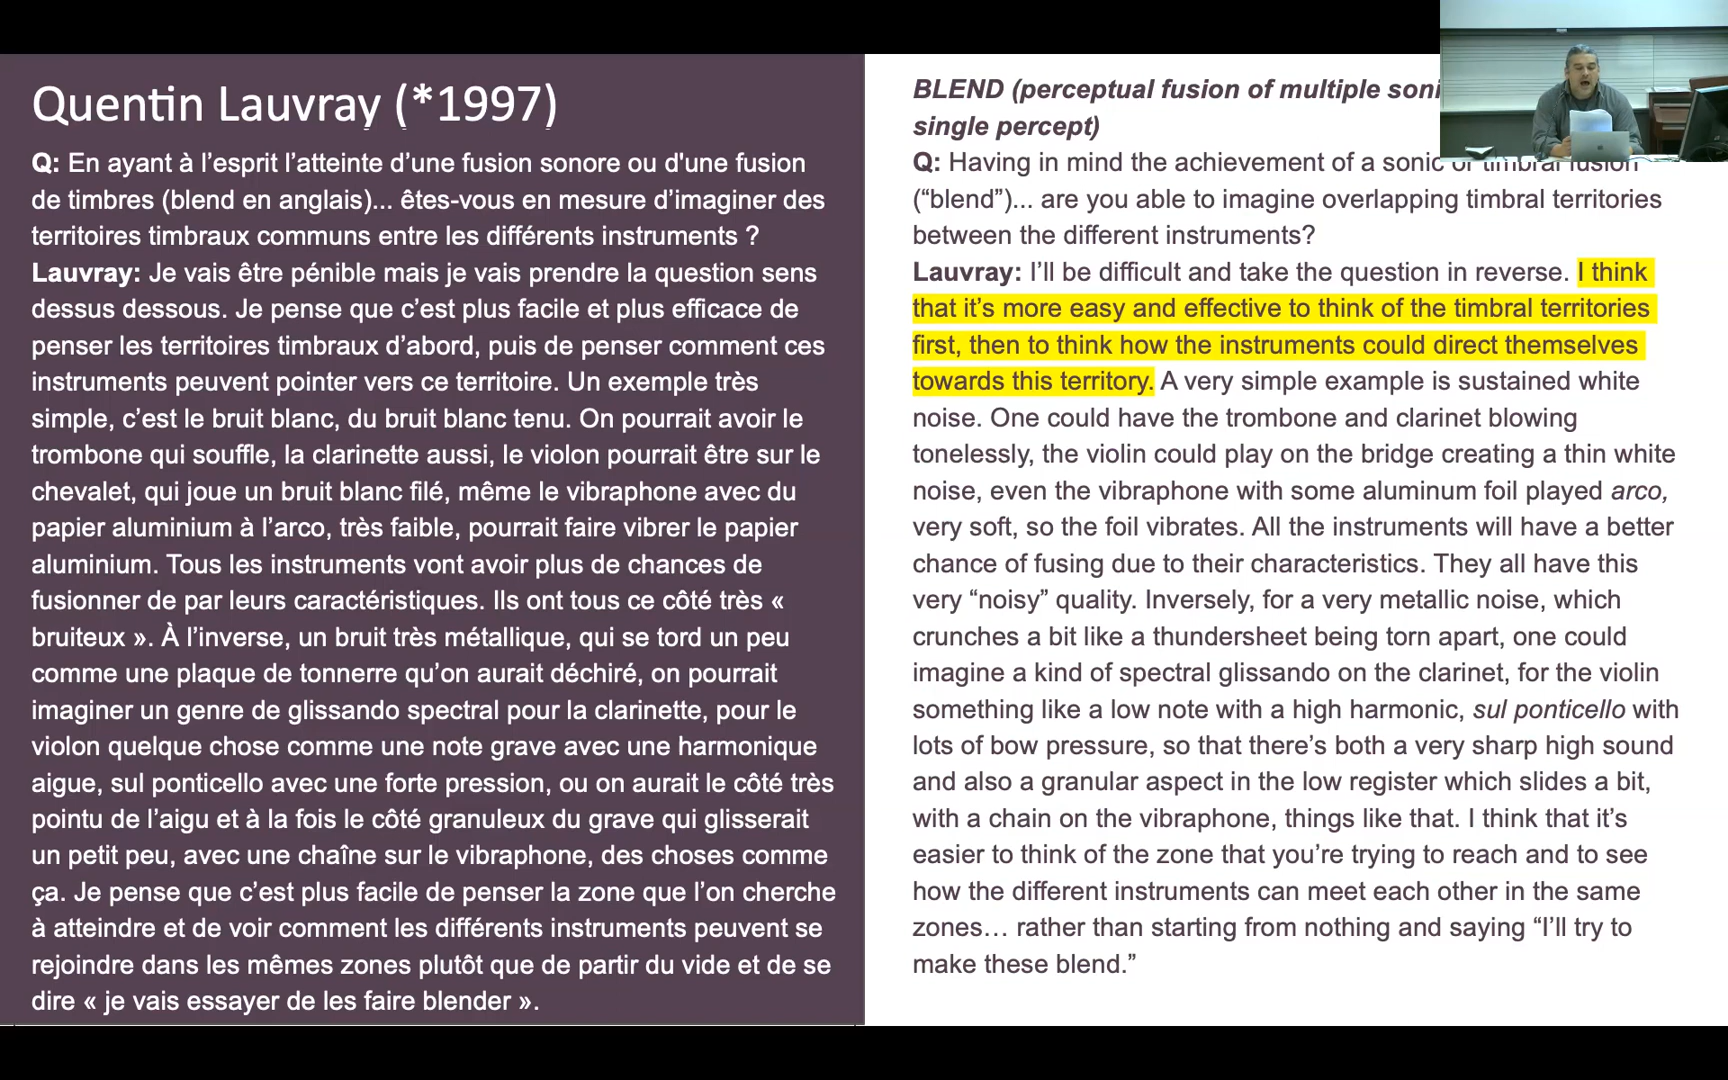 Quentin Lauvray (*1997)
Q: En ayant à l’esprit l’atteinte d’une fusion sonore ou d'une fusion
de timbres (blend en anglais)... êtes-vous en mesure d’imaginer des
territoires timbraux communs entre les différents instruments ?
Lauvray: Je vais être pénible mais je vais prendre la question sens
dessus dessous. Je pense que c’est plus facile et plus efficace de
penser les territoires timbraux d’abord, puis de penser comment ces
instruments peuvent pointer vers ce territoire. Un exemple très
simple, c’est le bruit blanc, du bruit blanc tenu. On pourrait avoir le
trombone qui souffle, la clarinette aussi, le violon pourrait être sur le
chevalet, qui joue un bruit blanc filé, même le vibraphone avec du
papier aluminium à l’arco, très faible, pourrait faire vibrer le papier
aluminium. Tous les instruments vont avoir plus de chances de
fusionner de par leurs caractéristiques. Ils ont tous ce côté très «
bruiteux ». À l’inverse, un bruit très métallique, qui se tord un peu
comme une plaque de tonnerre qu’on aurait déchiré, on pourrait
imaginer un genre de glissando spectral pour la clarinette, pour le
violon quelque chose comme une note grave avec une harmonique
aigue, sul ponticello avec une forte pression, ou on aurait le côté très
pointu de l’aigu et à la fois le côté granuleux du grave qui glisserait
un petit peu, avec une chaîne sur le vibraphone, des choses comme
ça. Je pense que c’est plus facile de penser la zone que l’on cherche
à atteindre et de voir comment les différents instruments peuvent se
rejoindre dans les mêmes zones plutôt que de partir du vide et de se
dire « je vais essayer de les faire blender ».
BLEND (perceptual fusion of multiple
single percept)
Q: Having in mind the achievement of a sonic or timbral fusion
(“blend”)... are you able to imagine overlapping timbral territories
between the different instruments?
Lauvray: I’ll be difficult and take the question in reverse. I think
that it’s more easy and effective to think of the timbral territories
first, then to think how the instruments could direct themselves
towards this territory. A very simple example is sustained white
noise. One could have the trombone and clarinet blowing
tonelessly, the violin could play on the bridge creating a thin white
noise, even the vibraphone with some aluminum foil played arco,
very soft, so the foil vibrates. All the instruments will have a better
chance of fusing due to their characteristics. They all have this
very “noisy” quality. Inversely, for a very metallic noise, which
crunches a bit like a thundersheet being torn apart, one could
imagine a kind of spectral glissando on the clarinet, for the violin
something like a low note with a high harmonic, sul ponticello with
lots of bow pressure, so that there’s both a very sharp high sound
and also a granular aspect in the low register which slides a bit,
with a chain on the vibraphone, things like that. I think that it’s
easier to think of the zone that you’re trying to reach and to see
how the different instruments can meet each other in the same
zones… rather than starting from nothing and saying “I’ll try to
make these blend.”